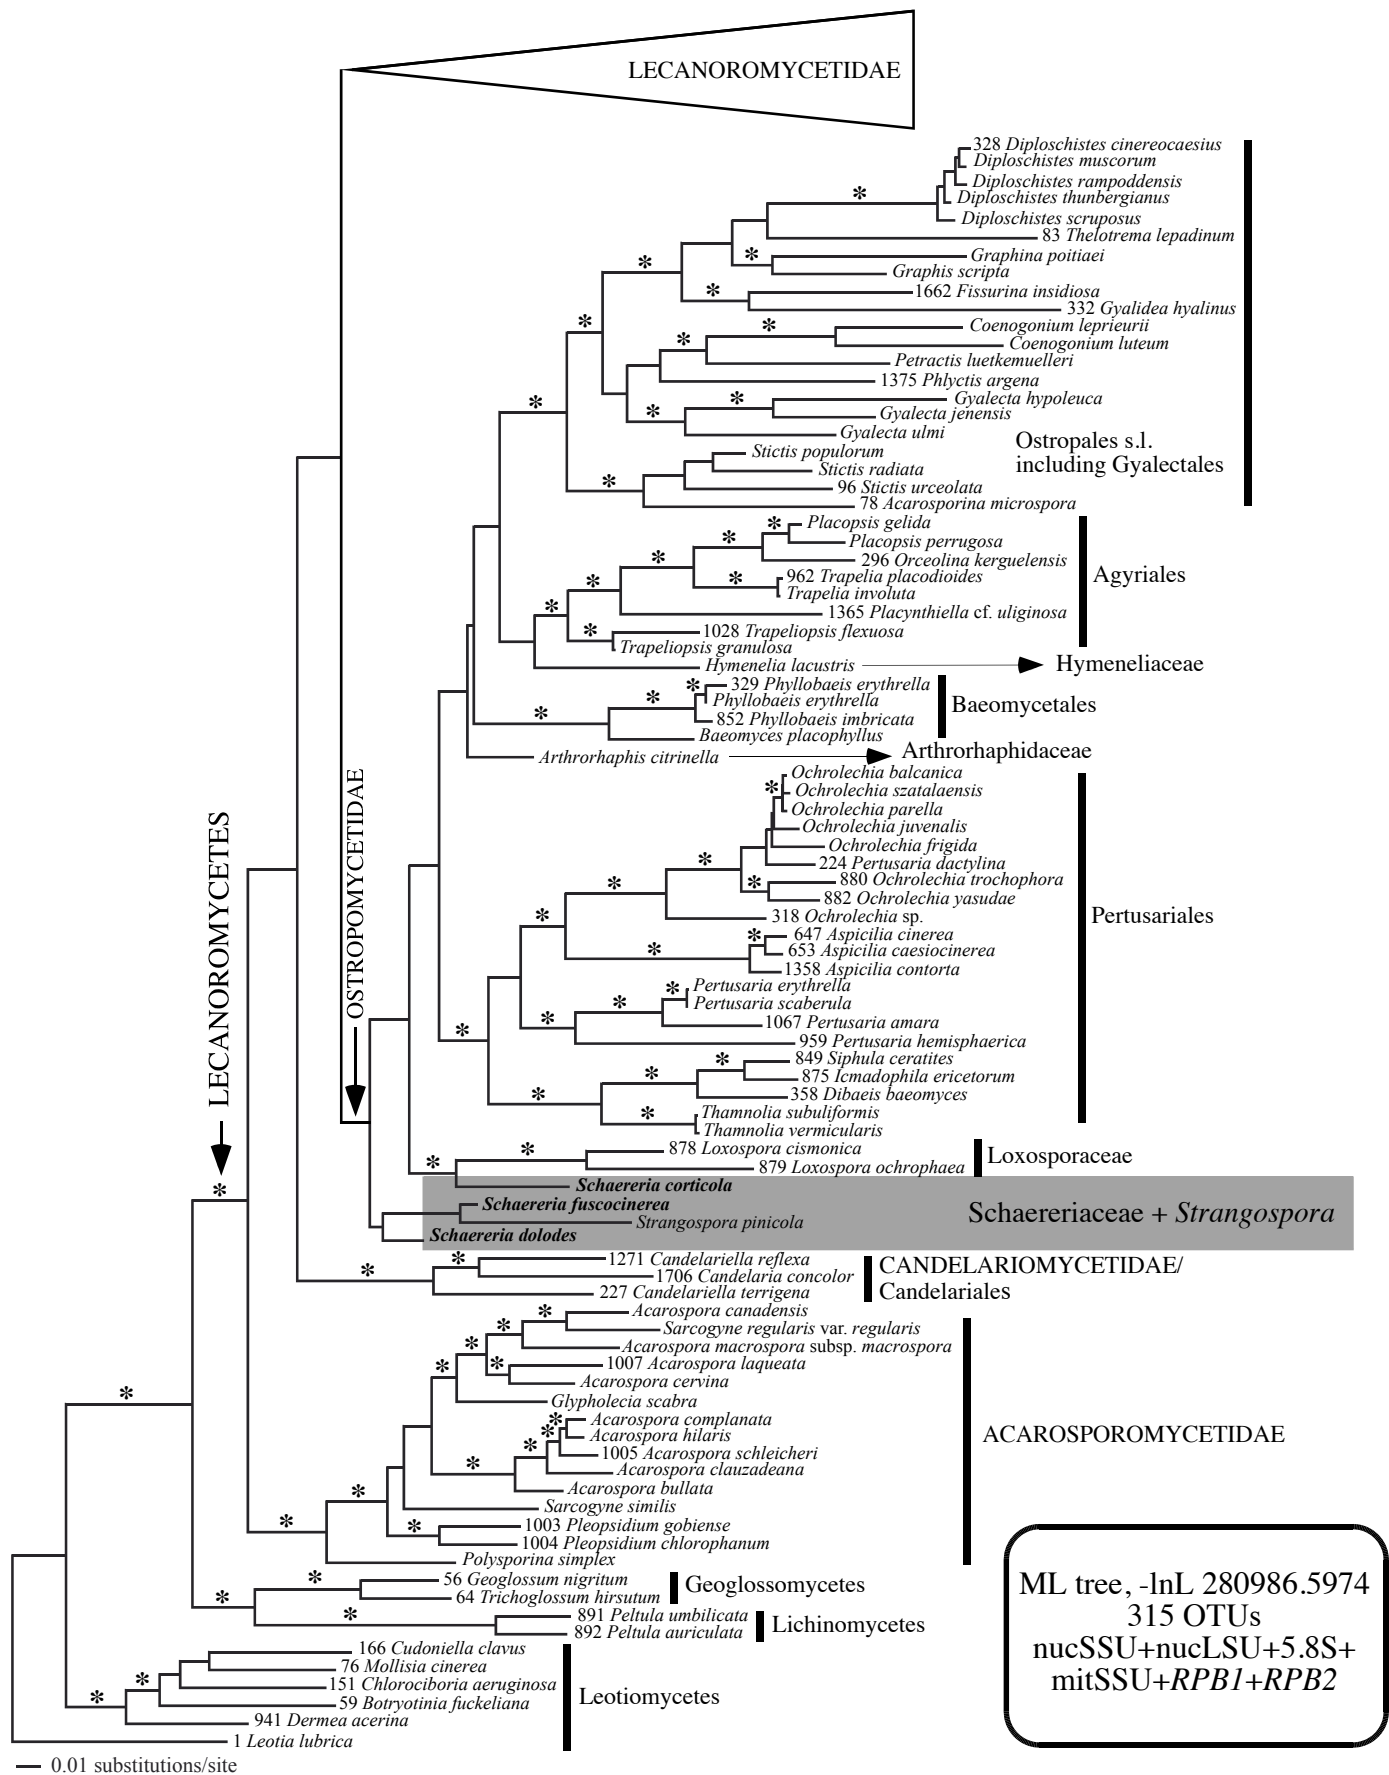 LECANOROMYCETIDAE
328 Diploschistes cinereocaesius
Diploschistes muscorum
Diploschistes rampoddensis
Diploschistes thunbergianus
Diploschistes scruposus
83 Thelotrema lepadinum
Graphina poitiaei
Graphis scripta
1662 Fissurina insidiosa
332 Gyalidea hyalinus
Coenogonium leprieurii
Coenogonium luteum
Petractis luetkemuelleri
1375 Phlyctis argena
Gyalecta hypoleuca
Gyalecta jenensis
Gyalecta ulmi
Ostropales s.l.
including Gyalectales
Stictis populorum
Stictis radiata
96 Stictis urceolata
78 Acarosporina microspora
Placopsis gelida
Placopsis perrugosa
296 Orceolina kerguelensis
962 Trapelia placodioides
Trapelia involuta
1365 Placynthiella cf. uliginosa
1028 Trapeliopsis flexuosa
Trapeliopsis granulosa
Agyriales
Hymenelia lacustris
Hymeneliaceae
329 Phyllobaeis erythrella
Phyllobaeis erythrella
852 Phyllobaeis imbricata
Baeomyces placophyllus
Baeomycetales
Arthrorhaphis citrinella
Arthrorhaphidaceae
Ochrolechia balcanica
Ochrolechia szatalaensis
Ochrolechia parella
Ochrolechia juvenalis
Ochrolechia frigida
224 Pertusaria dactylina
880 Ochrolechia trochophora
882 Ochrolechia yasudae
318 Ochrolechia sp.
647 Aspicilia cinerea
653 Aspicilia caesiocinerea
1358 Aspicilia contorta
Pertusaria erythrella
Pertusaria scaberula
1067 Pertusaria amara
959 Pertusaria hemisphaerica
849 Siphula ceratites
875 Icmadophila ericetorum
358 Dibaeis baeomyces
Thamnolia subuliformis
Thamnolia vermicularis
Pertusariales
OSTROPOMYCETIDAE
LECANOROMYCETES
878 Loxospora cismonica
879 Loxospora ochrophaea
Loxosporaceae
Schaereria corticola
Schaereria fuscocinerea
Strangospora pinicola
Schaereria dolodes
Schaereriaceae + Strangospora
1271 Candelariella reflexa
1706 Candelaria concolor
227 Candelariella terrigena
CANDELARIOMYCETIDAE/
Candelariales
Acarospora canadensis
Sarcogyne regularis var. regularis
Acarospora macrospora subsp. macrospora
1007 Acarospora laqueata
Acarospora cervina
Glypholecia scabra
Acarospora complanata
Acarospora hilaris
1005 Acarospora schleicheri
Acarospora clauzadeana
Acarospora bullata
Sarcogyne similis
1003 Pleopsidium gobiense
1004 Pleopsidium chlorophanum
Polysporina simplex
ACAROSPOROMYCETIDAE
56 Geoglossum nigritum
64 Trichoglossum hirsutum
Geoglossomycetes
891 Peltula umbilicata
892 Peltula auriculata
Lichinomycetes
166 Cudoniella clavus
76 Mollisia cinerea
151 Chlorociboria aeruginosa
59 Botryotinia fuckeliana
941 Dermea acerina
1 Leotia lubrica
Leotiomycetes
0.01 substitutions/site
ML tree, -lnL 280986.5974
315 OTUs
nucSSU+nucLSU+5.8S+
mitSSU+RPB1+RPB2